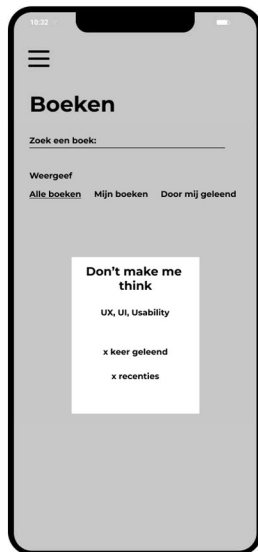 10:32
Boeken
Zoek een boek:
Weergeef
Alle boeken Mijn boeken Door mij geleend
Don't make me
think
UX, UI, Usability
x keer geleend
x recenties